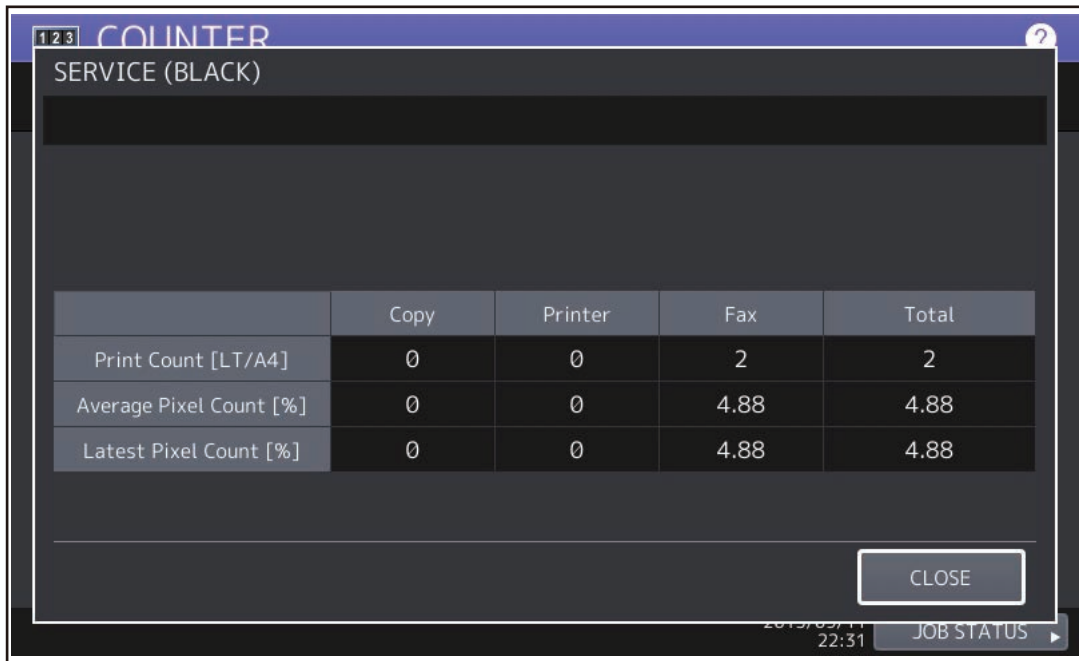 123 COUNTER ?
SERVICE (BLACK)
Copy Printer Fax Total
Print Count [LT/A4] 0 0 2 2
Average Pixel Count [%] 0 0 4.88 4.88
Latest Pixel Count [%] 0 0 4.88 4.88
CLOSE
22:31 JOB STATUS